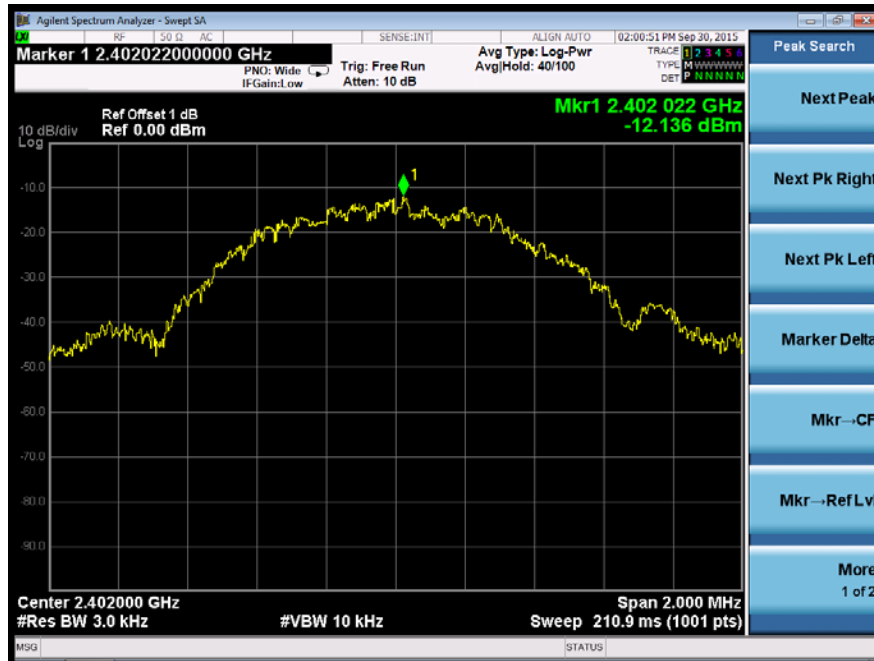 Agilent Spectrum Analyzer - Swept SA
RF 50 Ω AC SENSE:INT ALIGN AUTO 02:00:51 PM Sep 30, 2015
Marker 1 2.402022000000 GHz
PNO: Wide
IFGain:Low
Trig: Free Run
Atten: 10 dB
Avg Type: Log-Pwr
Avg|Hold: 40/100
TRACE 1 2 3 4 5 6
TYPE M WWWWW
DET P N N N N N
Peak Search
Mkr1 2.402 022 GHz
-12.136 dBm
Ref Offset 1 dB
10 dB/div Ref 0.00 dBm
Log
1
-10.0
-20.0
-30.0
-40.0
-50.0
-60.0
-70.0
-80.0
-90.0
Next Peak
Next Pk Right
Next Pk Left
Marker Delta
Mkr→CF
Mkr→Ref Lvl
More
1 of 2
Center 2.402000 GHz Span 2.000 MHz
#Res BW 3.0 kHz #VBW 10 kHz Sweep 210.9 ms (1001 pts)
MSG STATUS